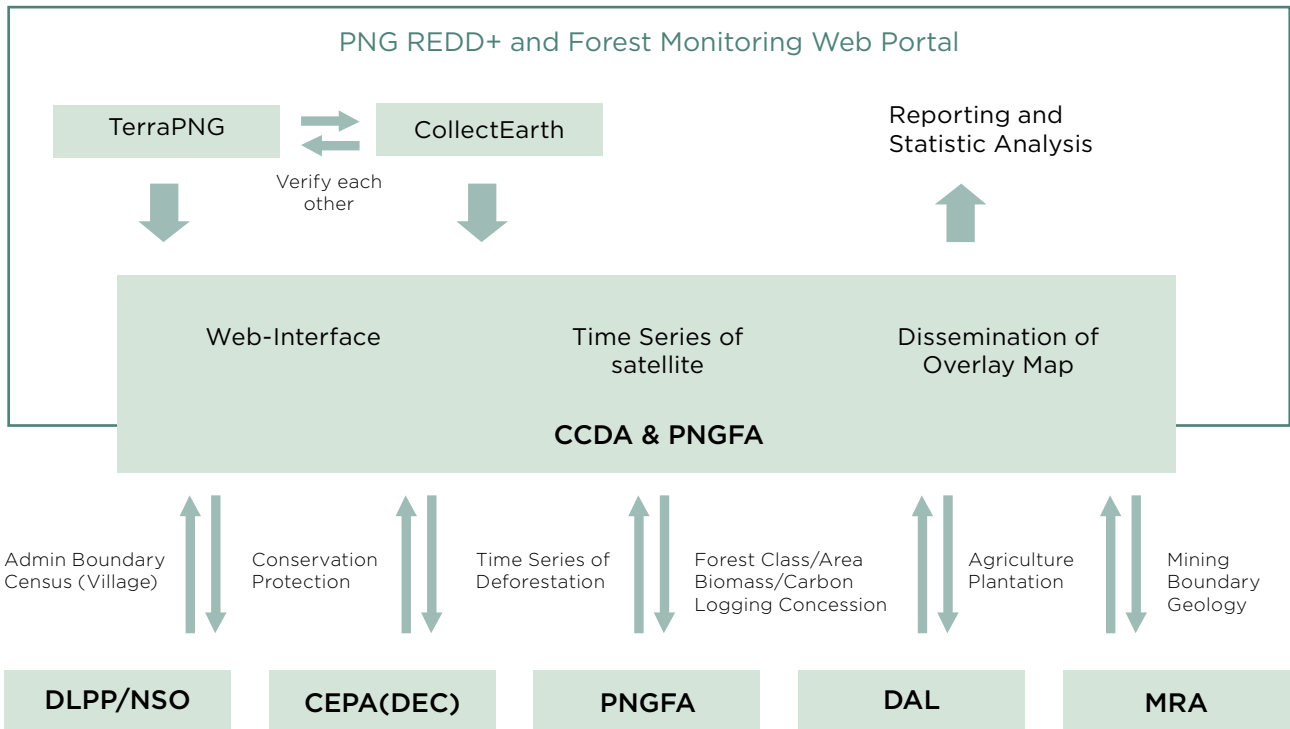 PNG REDD+ and Forest Monitoring Web Portal
TerraPNG
CollectEarth
Verify each
other
Reporting and
Statistic Analysis
Web-Interface
Time Series of
satellite
Dissemination of
Overlay Map
CCDA & PNGFA
Admin Boundary
Census (Village)
Conservation
Protection
Time Series of
Deforestation
Forest Class/Area
Biomass/Carbon
Logging Concession
Agriculture
Plantation
Mining
Boundary
Geology
DLPP/NSO
CEPA(DEC)
PNGFA
DAL
MRA